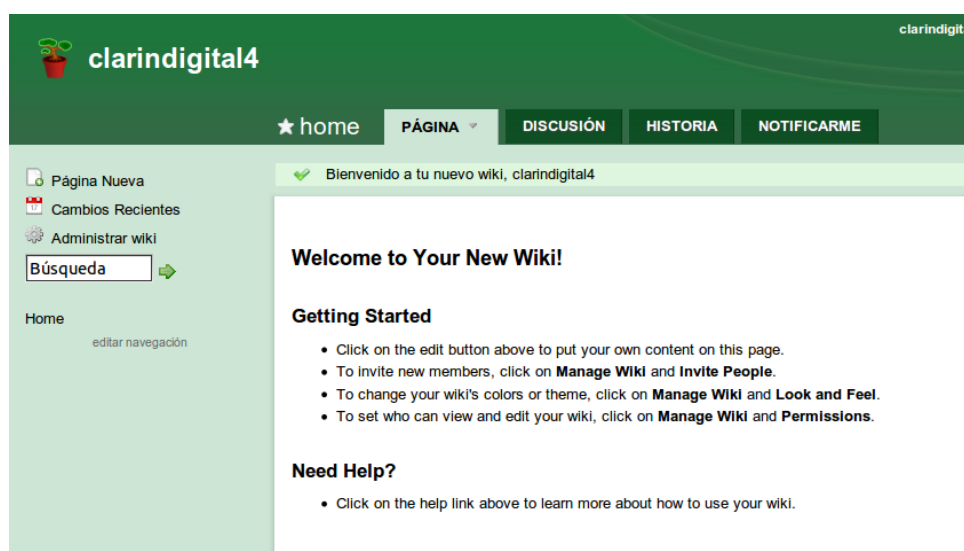 clarindigit
clarindigital4
home
PÁGINA
DISCUSIÓN
HISTORIA
NOTIFICARME
Página Nueva
17
Cambios Recientes
Administrar wiki
Búsqueda
Home
editar navegación
Bienvenido a tu nuevo wiki, clarindigital4
Welcome to Your New Wiki!
Getting Started
• Click on the edit button above to put your own content on this page.
• To invite new members, click on Manage Wiki and Invite People.
• To change your wiki's colors or theme, click on Manage Wiki and Look and Feel.
• To set who can view and edit your wiki, click on Manage Wiki and Permissions.
Need Help?
• Click on the help link above to learn more about how to use your wiki.